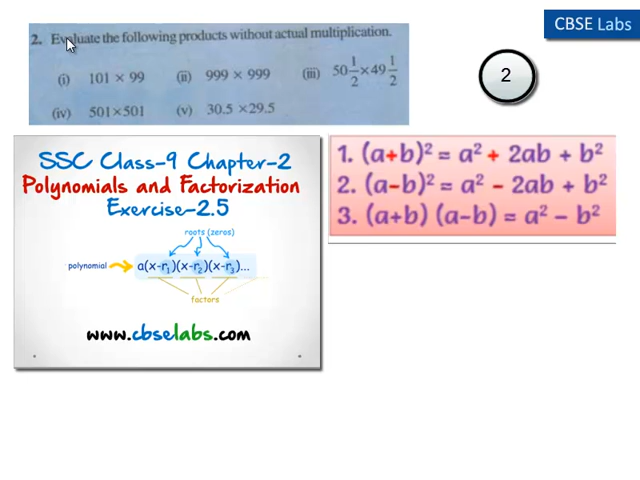 CBSE Labs
2. Evaluate the following products without actual multiplication.
(i) 101 × 99 (ii) 999 × 999 (iii) 50 1/2 × 49 1/2
(iv) 501×501 (v) 30.5 ×29.5
2
SSC Class-9 Chapter-2
Polynomials and Factorization
Exercise-2.5
roots (zeros)
polynomial a(x-r₁)(x-r₂)(x-r₃)...
factors
www.cbselabs.com
1. (a+b)² = a² + 2ab + b²
2. (a-b)² = a² - 2ab + b²
3. (a+b) (a-b) = a² - b²